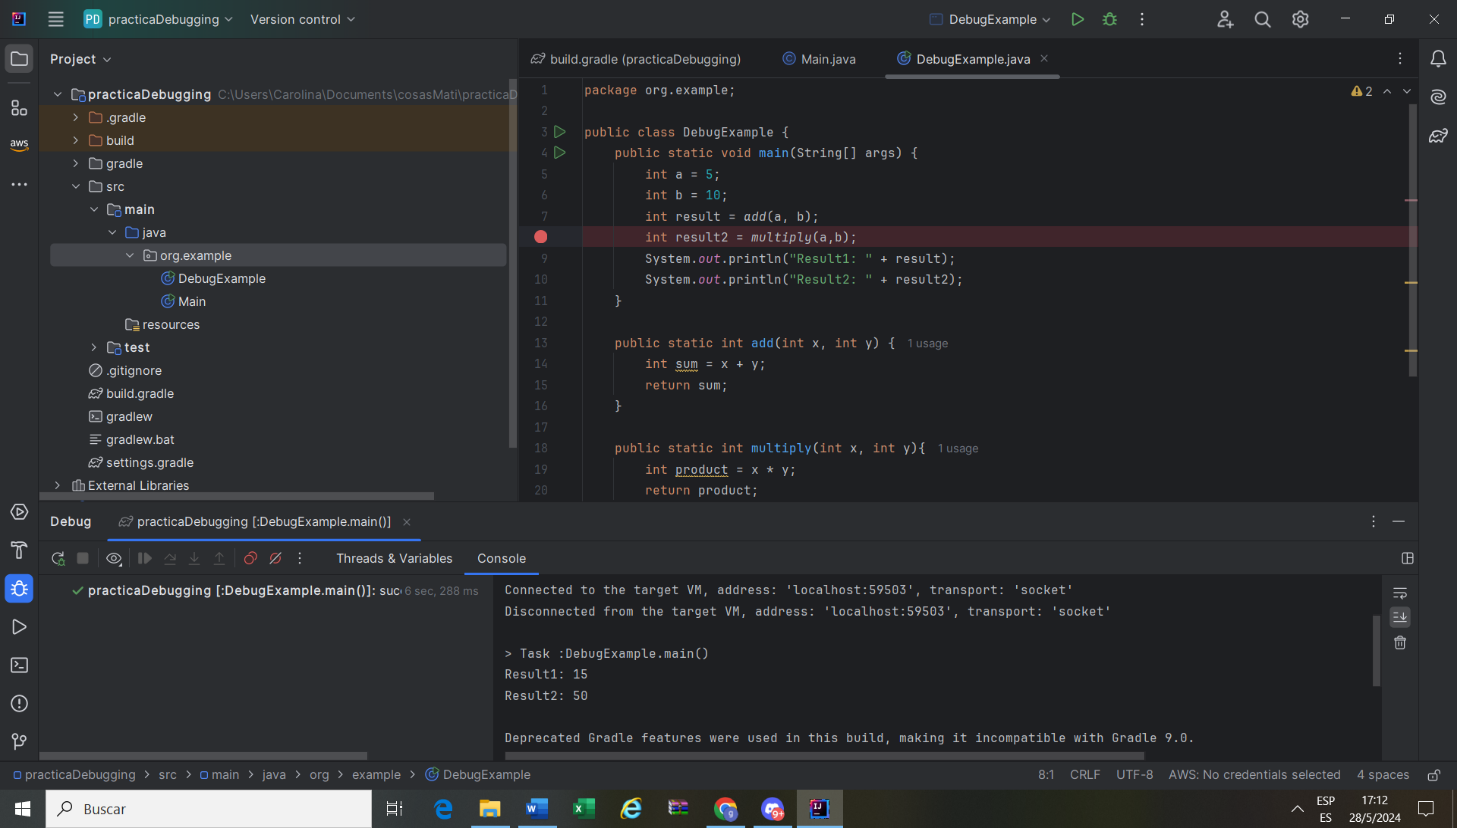 PD practicaDebugging Version control DebugExample
Project
build.gradle (practicaDebugging) Main.java DebugExample.java
practicaDebugging C:\Users\Carolina\Documents\cosasMati\practicaD
.gradle
build
gradle
src
main
java
org.example
DebugExample
Main
resources
test
.gitignore
build.gradle
gradlew
gradlew.bat
settings.gradle
External Libraries
aws
2
1 package org.example;
2
3 public class DebugExample {
4 public static void main(String[] args) {
5 int a = 5;
6 int b = 10;
7 int result = add(a, b);
int result2 = multiply(a,b);
9 System.out.println("Result1: " + result);
10 System.out.println("Result2: " + result2);
11 }
12
13 public static int add(int x, int y) { 1 usage
14 int sum = x + y;
15 return sum;
16 }
17
18 public static int multiply(int x, int y){ 1 usage
19 int product = x * y;
20 return product;
Debug practicaDebugging [:DebugExample.main()]
Threads & Variables Console
practicaDebugging [:DebugExample.main()]: suc 6 sec, 288 ms
Connected to the target VM, address: 'localhost:59503', transport: 'socket'
Disconnected from the target VM, address: 'localhost:59503', transport: 'socket'
> Task :DebugExample.main()
Result1: 15
Result2: 50
Deprecated Gradle features were used in this build, making it incompatible with Gradle 9.0.
practicaDebugging > src > main > java > org > example > DebugExample 8:1 CRLF UTF-8 AWS: No credentials selected 4 spaces
Buscar
ESP
ES
17:12
28/5/2024